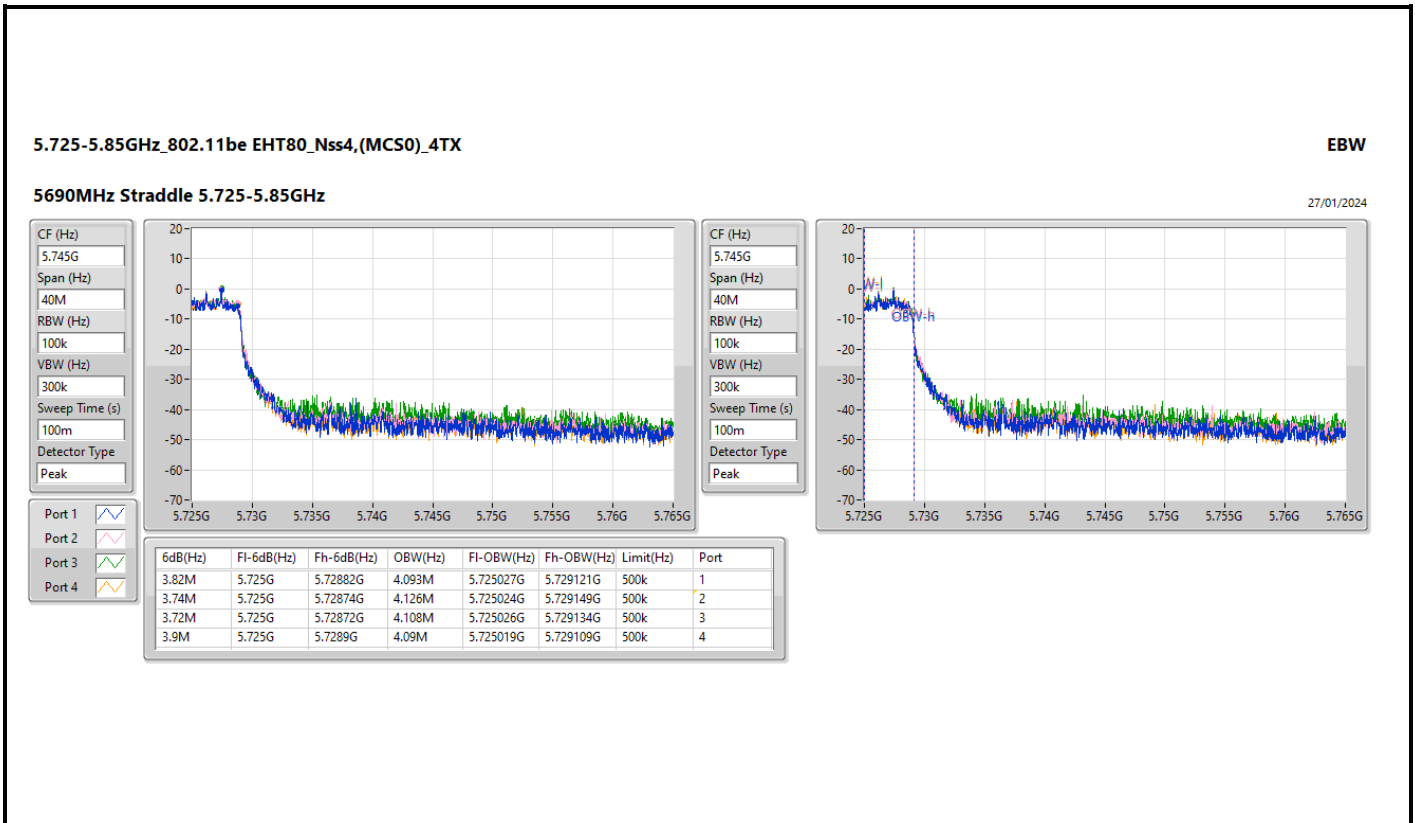 5.725-5.85GHz_802.11be EHT80_Nss4,(MCS0)_4TX EBW
5690MHz Straddle 5.725-5.85GHz 27/01/2024
CF (Hz)
5.745G
Span (Hz)
40M
RBW (Hz)
100k
VBW (Hz)
300k
Sweep Time (s)
100m
Detector Type
Peak
20
10
0
-10
-20
-30
-40
-50
-60
-70
5.725G 5.73G 5.735G 5.74G 5.745G 5.75G 5.755G 5.76G 5.765G
CF (Hz)
5.745G
Span (Hz)
40M
RBW (Hz)
100k
VBW (Hz)
300k
Sweep Time (s)
100m
Detector Type
Peak
20
10
0
-10
-20
-30
-40
-50
-60
-70
W-l
OBW-h
5.725G 5.73G 5.735G 5.74G 5.745G 5.75G 5.755G 5.76G 5.765G
Port 1
Port 2
Port 3
Port 4
6dB(Hz) Fl-6dB(Hz) Fh-6dB(Hz) OBW(Hz) Fl-OBW(Hz) Fh-OBW(Hz) Limit(Hz) Port
3.82M 5.725G 5.72882G 4.093M 5.725027G 5.729121G 500k 1
3.74M 5.725G 5.72874G 4.126M 5.725024G 5.729149G 500k 2
3.72M 5.725G 5.72872G 4.108M 5.725026G 5.729134G 500k 3
3.9M 5.725G 5.7289G 4.09M 5.725019G 5.729109G 500k 4